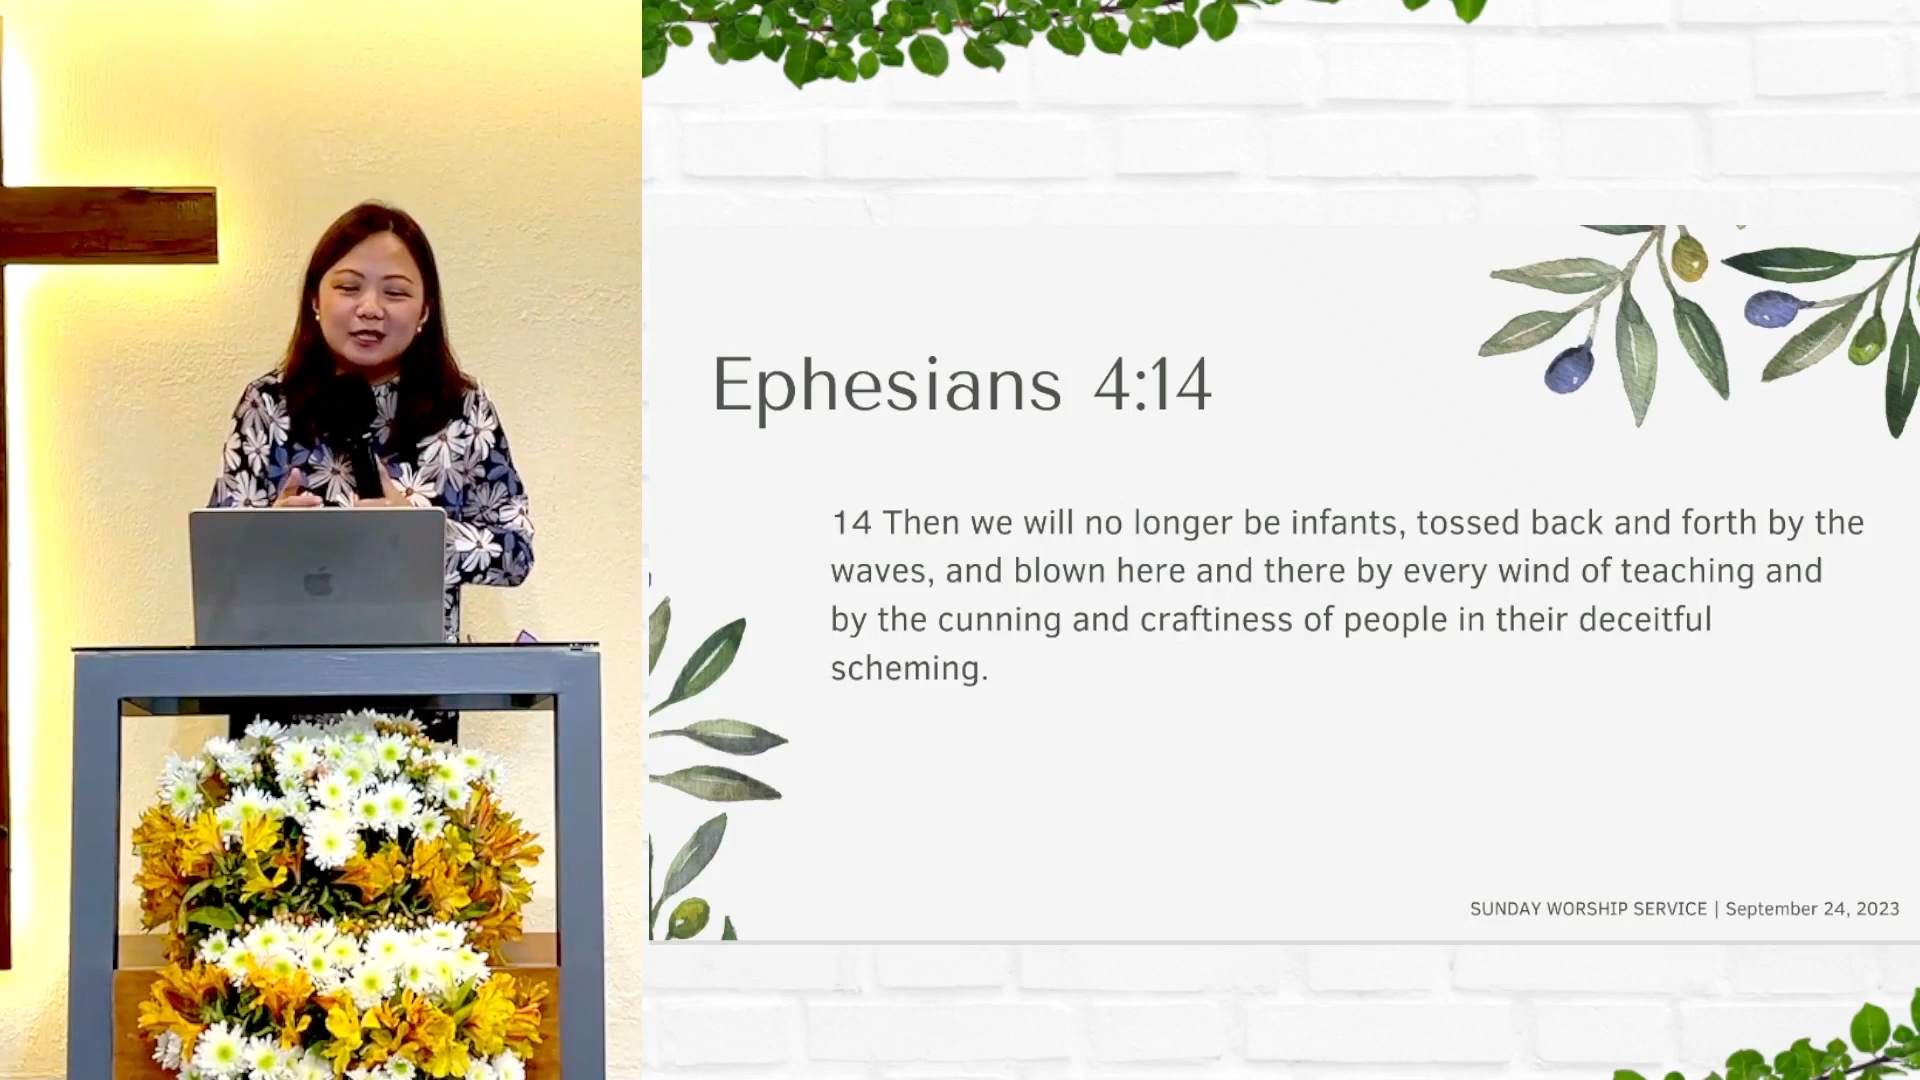 Ephesians 4:14
14 Then we will no longer be infants, tossed back and forth by the
waves, and blown here and there by every wind of teaching and
by the cunning and craftiness of people in their deceitful
scheming.
SUNDAY WORSHIP SERVICE | September 24, 2023